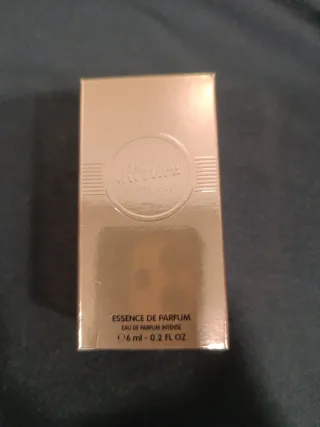 ESSENCE DE PARFUM
EAU DE PARFUM INTENSE
℮6 ml - 0.2 FL OZ